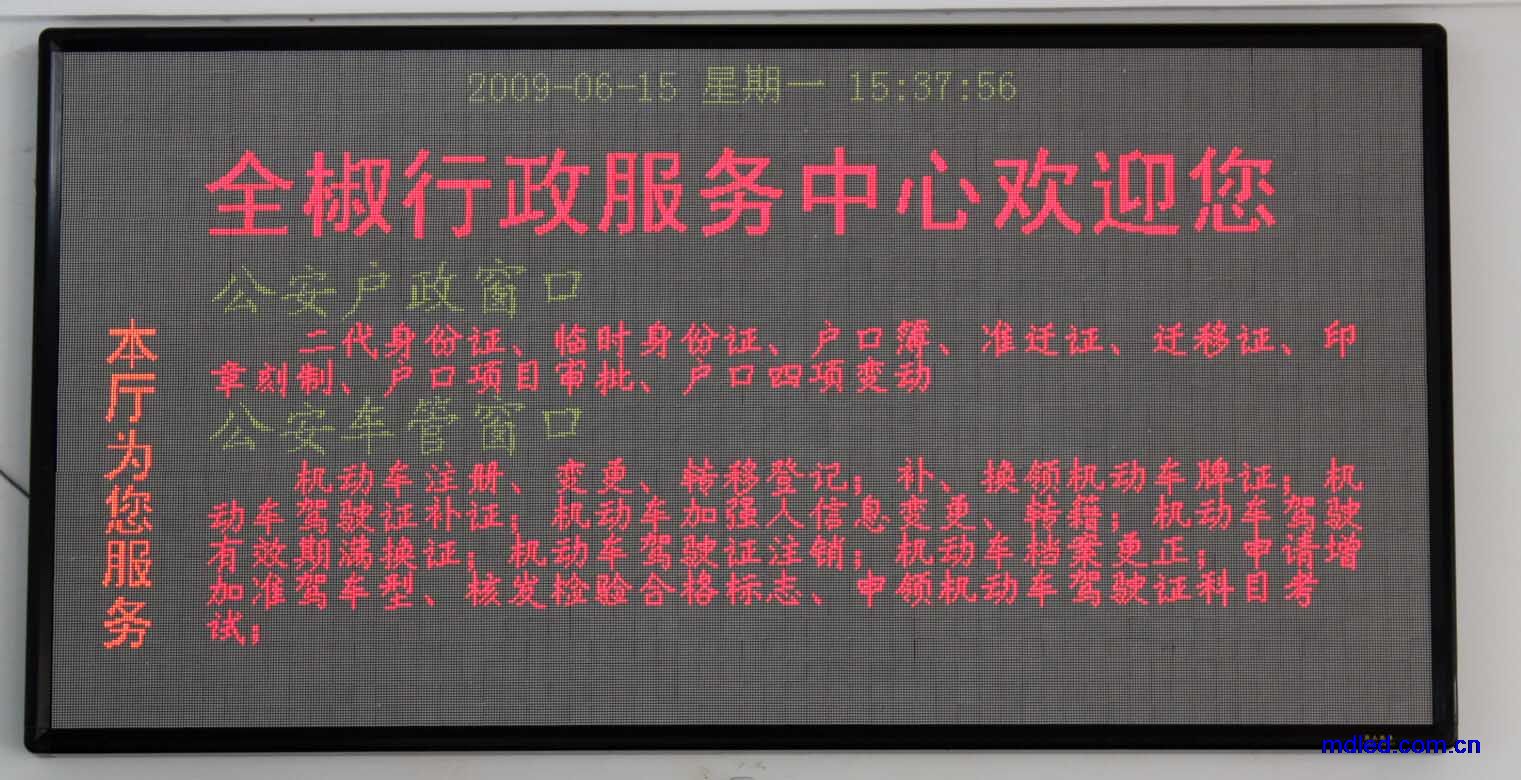 2009-06-15 星期一 15:37:56
全椒行政服务中心欢迎您
本厅为您服务
公安户政窗口
二代身份证、临时身份证、户口簿、准迁证、迁移证、印
章刻制、户口项目审批、户口四项变动
公安车管窗口
机动车注册、变更、转移登记；补、换领机动车牌证；机
动车驾驶证补证；机动车加强人信息变更、转籍；机动车驾驶
有效期满换证；机动车驾驶证注销；机动车档案更正；申请增
加准驾车型、核发检验合格标志、申领机动车驾驶证科目考
试；
mdled.com.cn